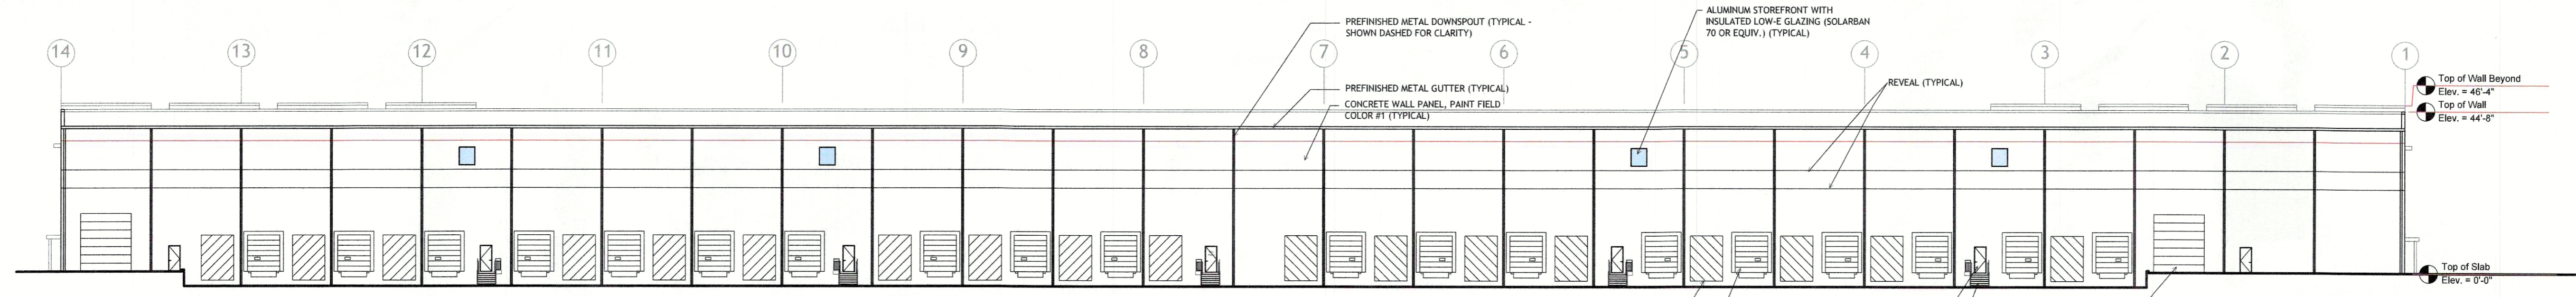 PREFINISHED METAL DOWNSPOUT (TYPICAL -
SHOWN DASHED FOR CLARITY)
ALUMINUM STOREFRONT WITH
INSULATED LOW-E GLAZING (SOLARBAN
70 OR EQUIV.) (TYPICAL)
14
13
12
11
10
9
8
7
6
5
4
3
2
1
PREFINISHED METAL GUTTER (TYPICAL)
CONCRETE WALL PANEL, PAINT FIELD
COLOR #1 (TYPICAL)
REVEAL (TYPICAL)
Top of Wall Beyond
Elev. = 46'-4"
Top of Wall
Elev. = 44'-8"
Top of Slab
Elev. = 0'-0"